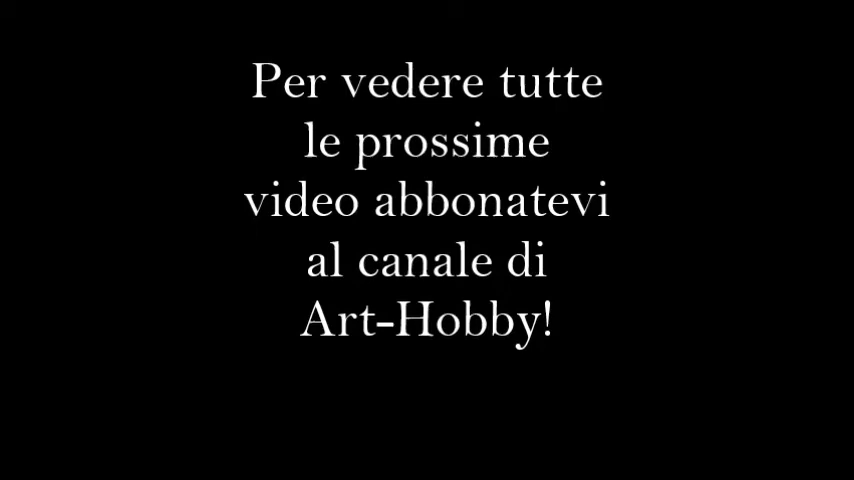 Per vedere tutte
le prossime
video abbonatevi
al canale di
Art-Hobby!